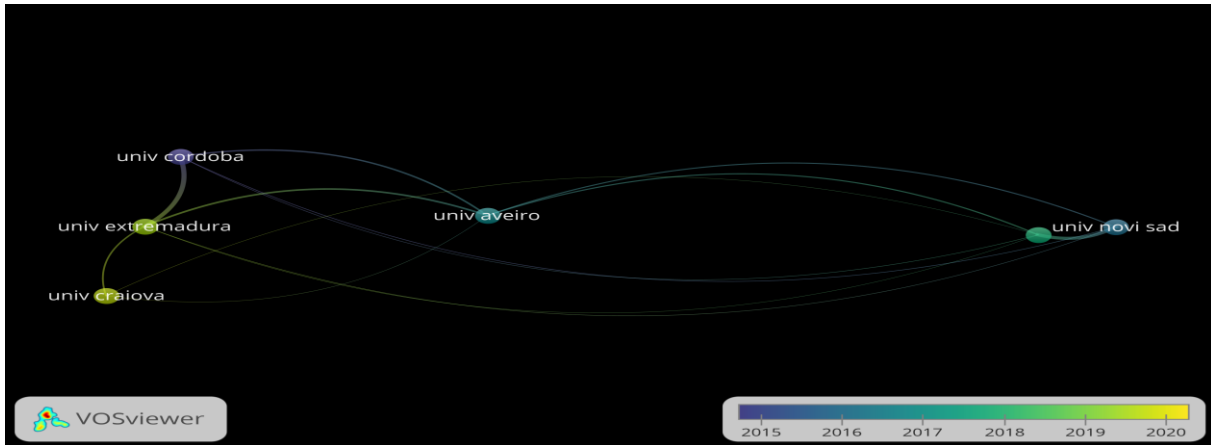 univ cordoba
univ extremadura
univ aveiro
univ novi sad
univ craiova
VOSviewer
2015 2016 2017 2018 2019 2020